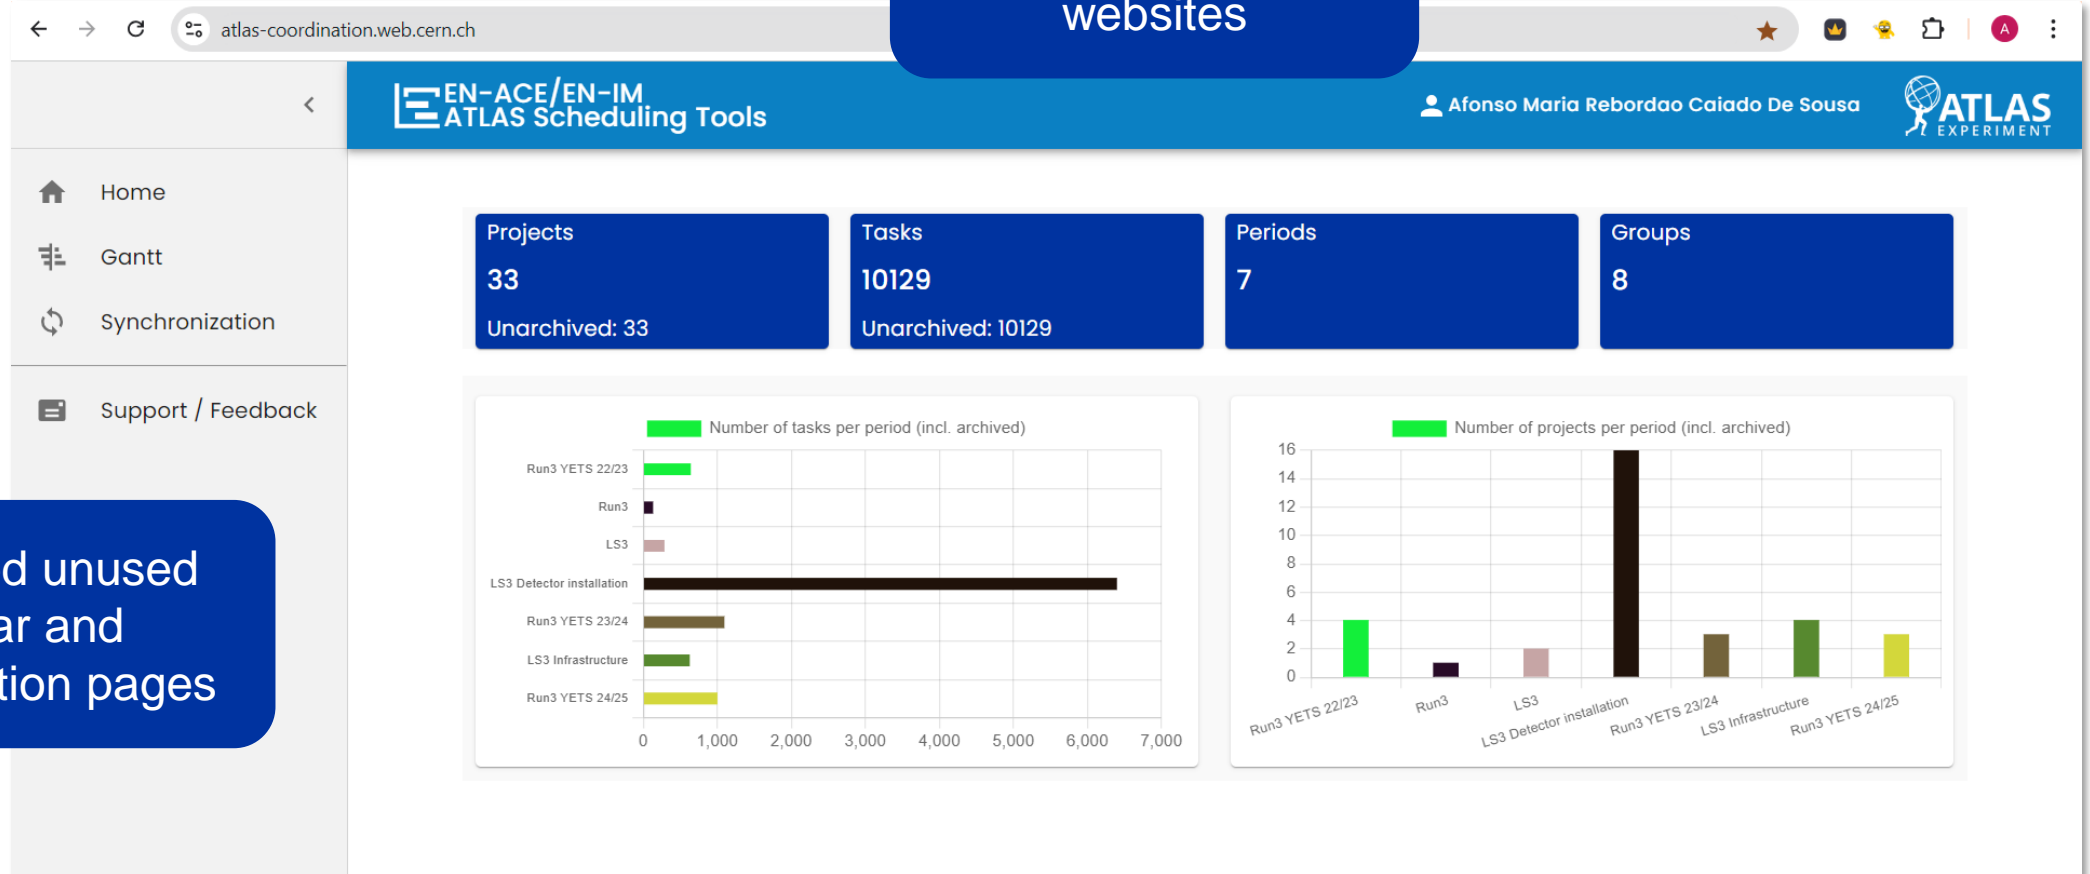 websites
atlas-coordination.web.cern.ch
A
EN-ACE/EN-IM
ATLAS Scheduling Tools
Afonso Maria Rebordao Caiado De Sousa
ATLAS
EXPERIMENT
Home
Gantt
Synchronization
Support / Feedback
Projects
33
Unarchived: 33
Tasks
10129
Unarchived: 10129
Periods
7
Groups
8
Number of tasks per period (incl. archived)
Run3 YETS 22/23
Run3
LS3
LS3 Detector installation
Run3 YETS 23/24
LS3 Infrastructure
Run3 YETS 24/25
0 1,000 2,000 3,000 4,000 5,000 6,000 7,000
Number of projects per period (incl. archived)
16
14
12
10
8
6
4
2
0
Run3 YETS 22/23
Run3
LS3
LS3 Detector installation
Run3 YETS 23/24
LS3 Infrastructure
Run3 YETS 24/25
d unused
ar and
tion pages